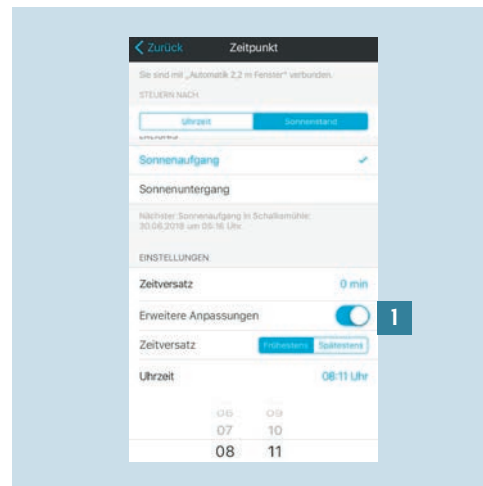 Zurück Zeitpunkt
Sie sind mit „Automatik 2,2 m Fenster“ verbunden.
STEUERN NACH
Uhrzeit Sonnenstand
Sonnenaufgang
Sonnenuntergang
Nächster Sonnenaufgang in Schalksmühle:
30.06.2018 um 05:16 Uhr
EINSTELLUNGEN
Zeitversatz 0 min
Erweitere Anpassungen 1
Zeitversatz Frühestens Spätestens
Uhrzeit 08:11 Uhr
06 09
07 10
08 11